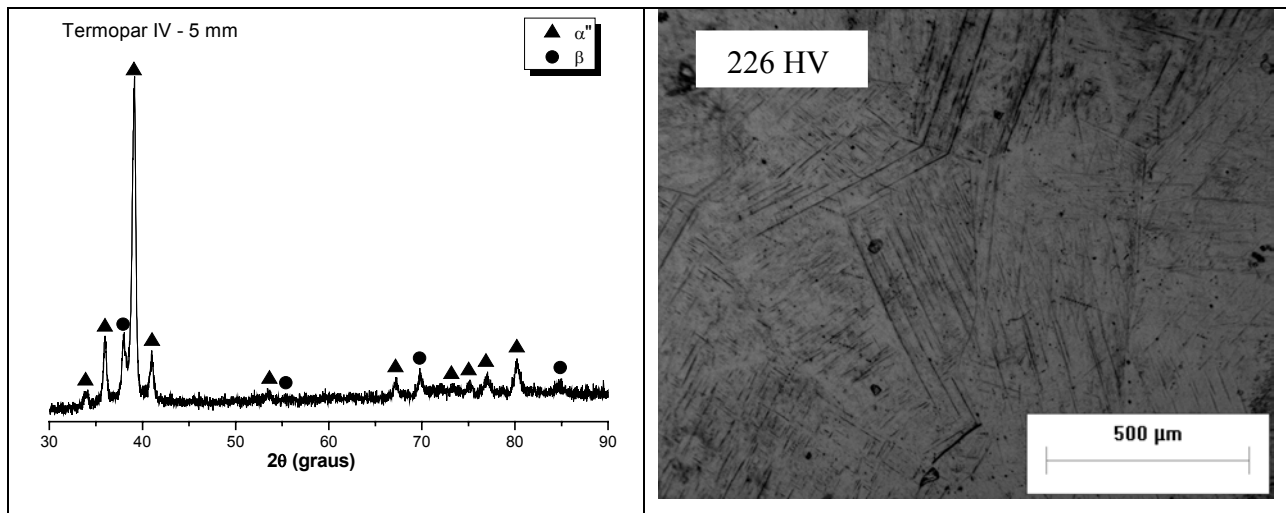 Termopar IV - 5 mm
▲ α"
● β
30 40 50 60 70 80 90
2θ (graus)
226 HV
500 µm